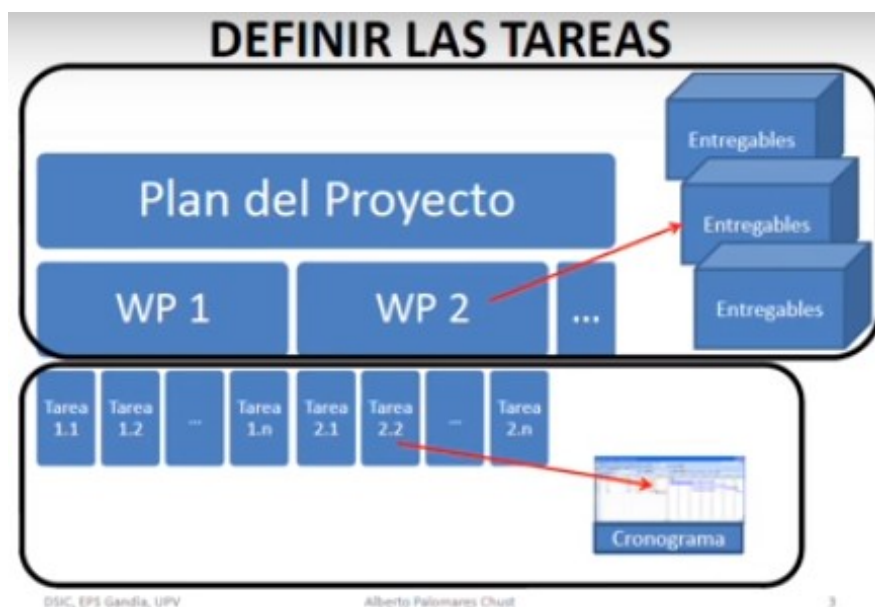 DEFINIR LAS TAREAS
Entregables
Plan del Proyecto
Entregables
WP 1
WP 2
...
Entregables
Tarea
1.1
Tarea
1.2
...
Tarea
1.n
Tarea
2.1
Tarea
2.2
...
Tarea
2.n
Cronograma
DSIC, EPS Gandia, UPV
Alberto Palomares Chust
3